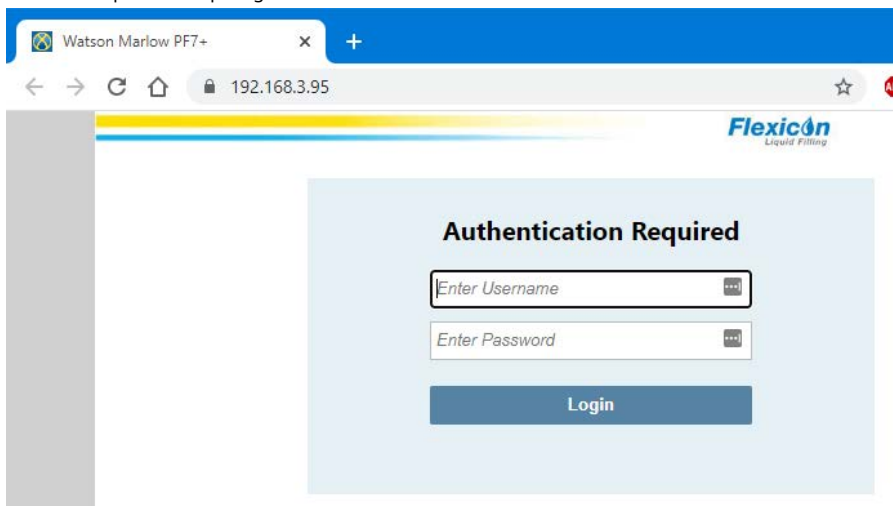 Watson Marlow PF7+
192.168.3.95
Flexicon
Liquid Filling
Authentication Required
Enter Username
Enter Password
Login